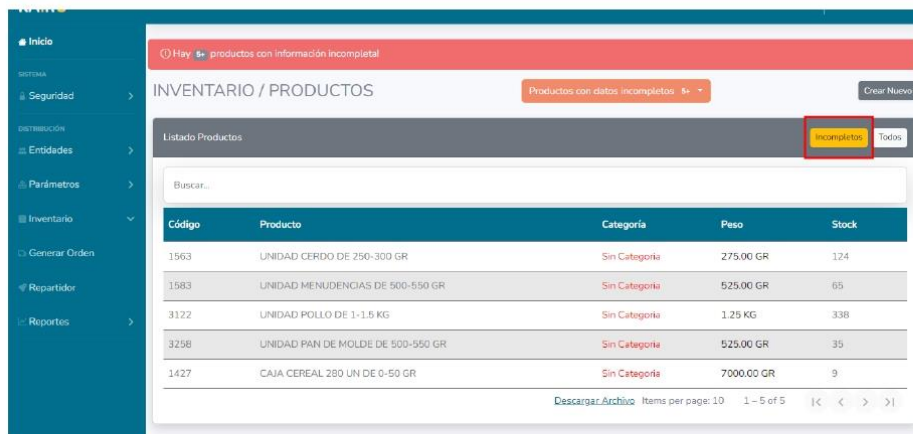 Inicio
Hay 5+ productos con información incompleta!
SISTEMA
Seguridad
INVENTARIO / PRODUCTOS
Productos con datos incompletos 5+
Crear Nuevo
DISTRIBUCIÓN
Entidades
Listado Productos
Incompletos
Todos
Parámetros
Buscar...
Inventario
Código Producto Categoría Peso Stock
Generar Orden
1563 UNIDAD CERDO DE 250-300 GR Sin Categoria 275.00 GR 124
Repartidor
1583 UNIDAD MENUDENCIAS DE 500-550 GR Sin Categoria 525.00 GR 65
Reportes
3122 UNIDAD POLLO DE 1-1.5 KG Sin Categoria 1.25 KG 338
3258 UNIDAD PAN DE MOLDE DE 500-550 GR Sin Categoria 525.00 GR 35
1427 CAJA CEREAL 280 UN DE 0-50 GR Sin Categoria 7000.00 GR 9
Descargar Archivo Items per page: 10 1 – 5 of 5